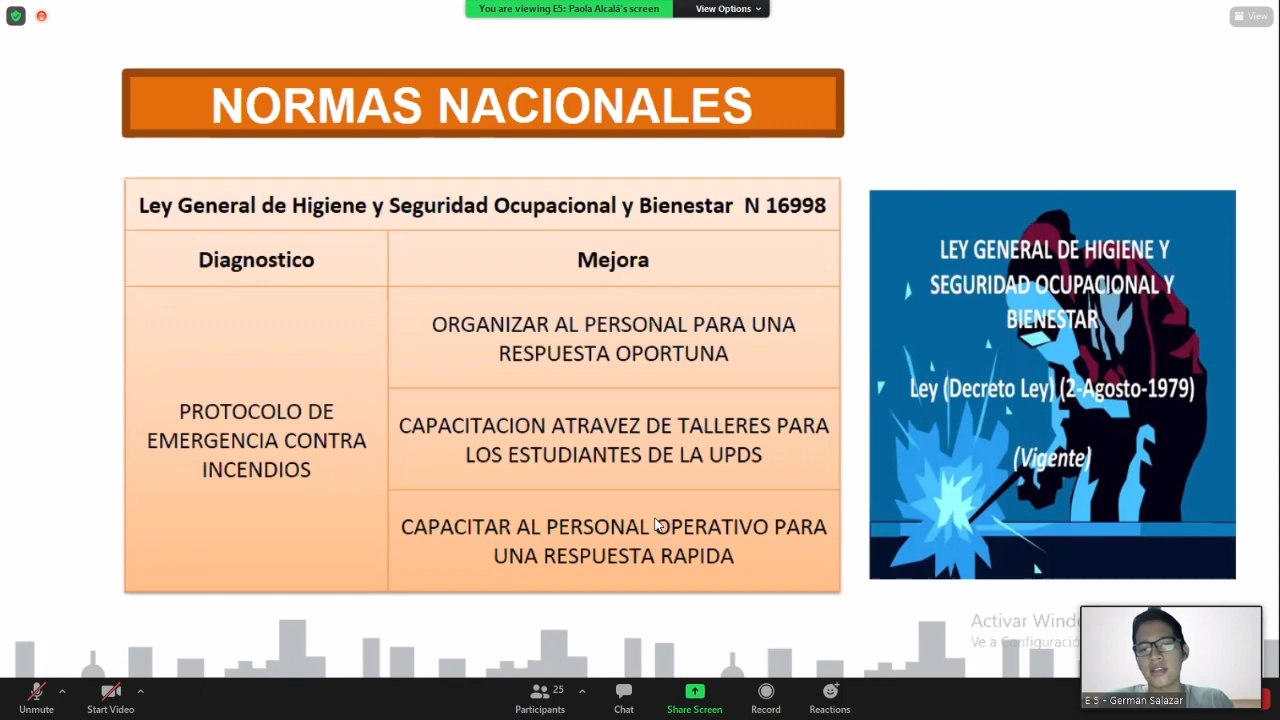 You are viewing E5: Paola Alcalá's screen
View Options
View
NORMAS NACIONALES
Ley General de Higiene y Seguridad Ocupacional y Bienestar N 16998
Diagnostico
Mejora
PROTOCOLO DE
EMERGENCIA CONTRA
INCENDIOS
ORGANIZAR AL PERSONAL PARA UNA
RESPUESTA OPORTUNA
CAPACITACION ATRAVEZ DE TALLERES PARA
LOS ESTUDIANTES DE LA UPDS
CAPACITAR AL PERSONAL OPERATIVO PARA
UNA RESPUESTA RAPIDA
LEY GENERAL DE HIGIENE Y
SEGURIDAD OCUPACIONAL Y
BIENESTAR
Ley (Decreto Ley) (2-Agosto-1979)
(Vigente)
Activar Wind
Ve a Configuració
E 5 - German Salazar
Unmute
Start Video
25
Participants
Chat
Share Screen
Record
Reactions